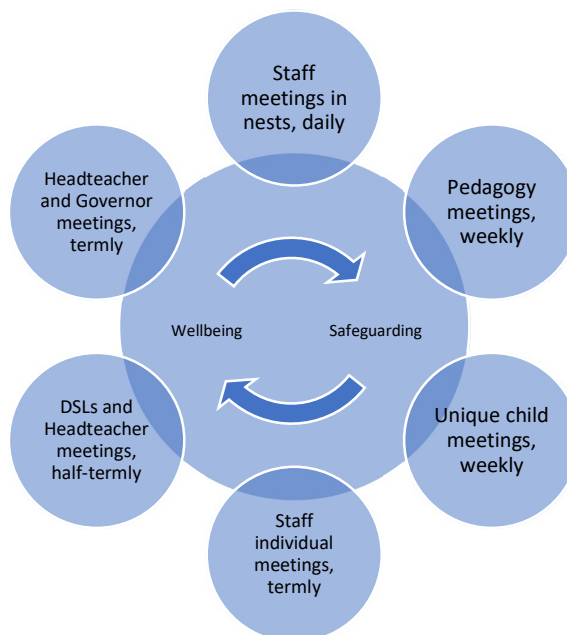 Staff
meetings in
nests, daily
Pedagogy
meetings,
weekly
Unique child
meetings,
weekly
Staff
individual
meetings,
termly
DSLs and
Headteacher
meetings,
half-termly
Headteacher
and Governor
meetings,
termly
Wellbeing
Safeguarding